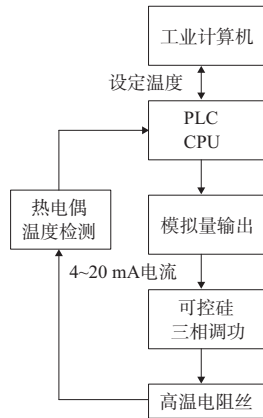 工业计算机
设定温度
PLC
CPU
热电偶
温度检测
模拟量输出
4~20 mA电流
可控硅
三相调功
高温电阻丝